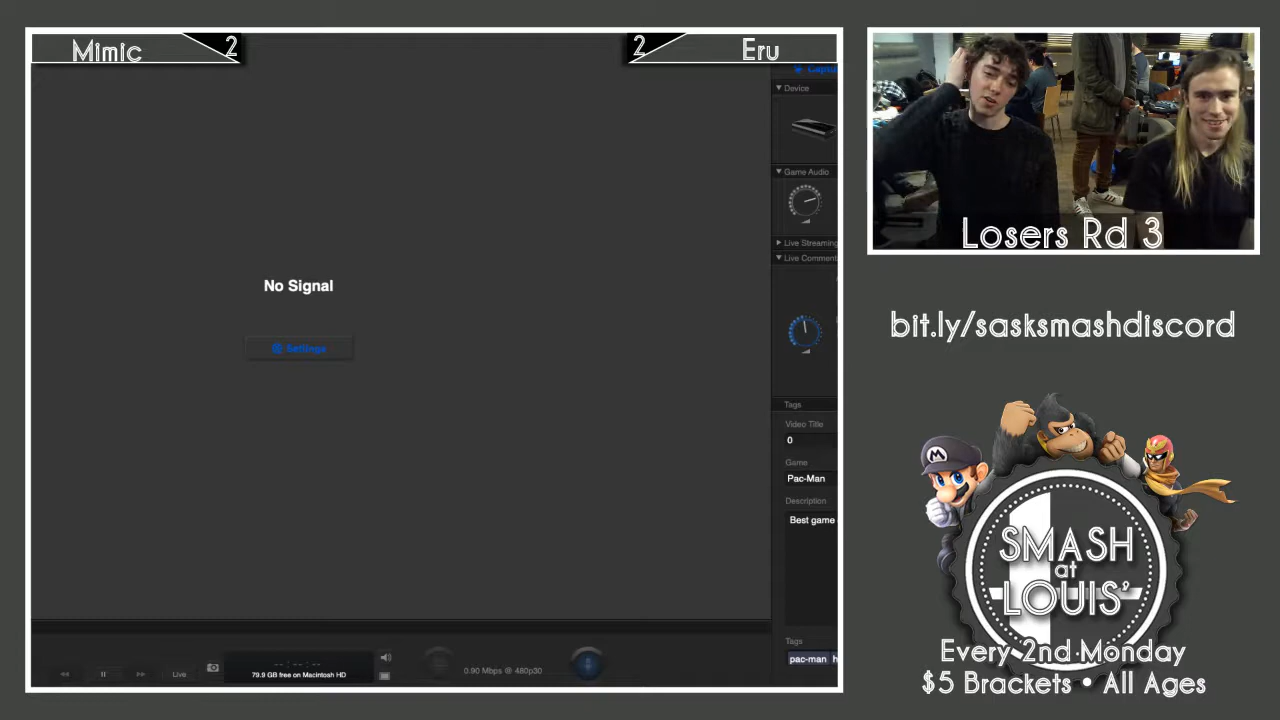 Mimic 2
2 Eru
Device
Game Audio
Live Streaming
Live Comment
No Signal
Settings
Tags
Video Title
0
Game
Pac-Man
Description
Best game
Tags
pac-man
Live
-- : -- : --
79.9 GB free on Macintosh HD
0.90 Mbps @ 480p30
Losers Rd 3
bit.ly/sasksmashdiscord
M
SMASH
at
LOUIS'
Every 2nd Monday
$5 Brackets • All Ages